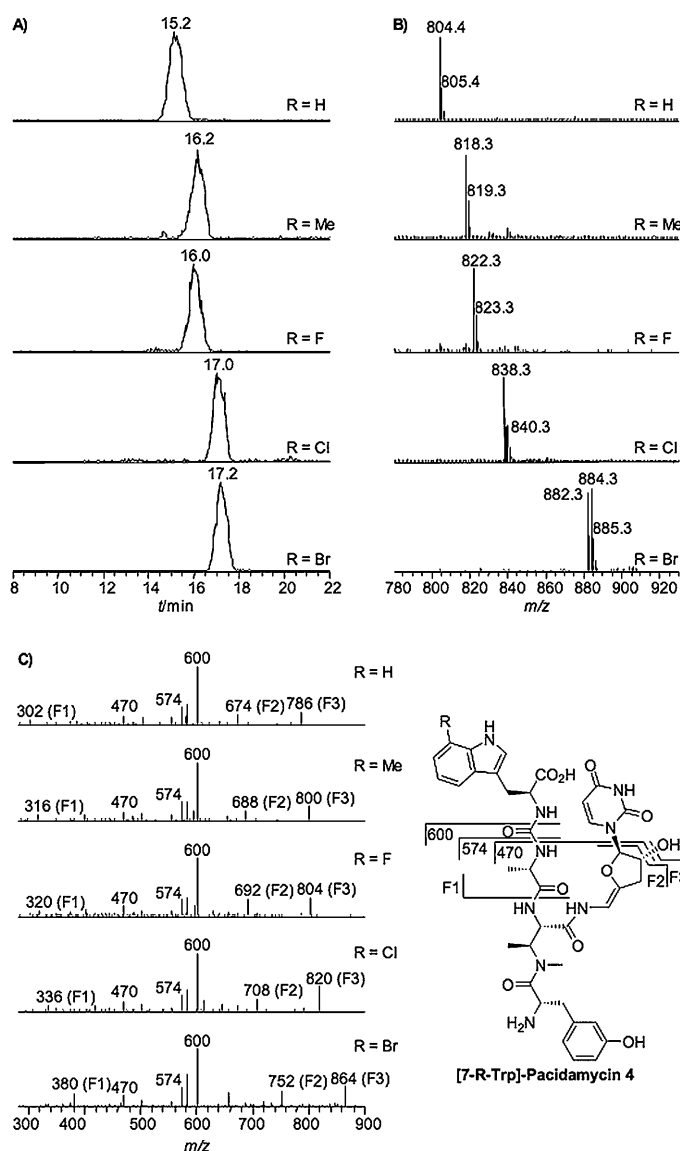 A)
15.2
R = H
16.2
R = Me
16.0
R = F
17.0
R = Cl
17.2
R = Br
8 10 12 14 16 18 20 22
t/min
B)
804.4
805.4
R = H
818.3
819.3
R = Me
822.3
823.3
R = F
838.3
840.3
R = Cl
884.3
882.3
885.3
R = Br
780 800 820 840 860 880 900 920
m/z
C)
600
R = H
302 (F1) 470 574 674 (F2) 786 (F3)
600
R = Me
316 (F1) 470 574 688 (F2) 800 (F3)
600
R = F
320 (F1) 470 574 692 (F2) 804 (F3)
600
R = Cl
336 (F1) 470 574 708 (F2) 820 (F3)
600
R = Br
380 (F1) 470 574 752 (F2) 864 (F3)
300 400 500 600 700 800 900
m/z
R
H
N
CO2H
O
NH
NH
N
O
O
600
O
NH
574
470
OH
O
F2
F1
O
HN
HN
O
N
O
H2N
OH
[7-R-Trp]-Pacidamycin 4